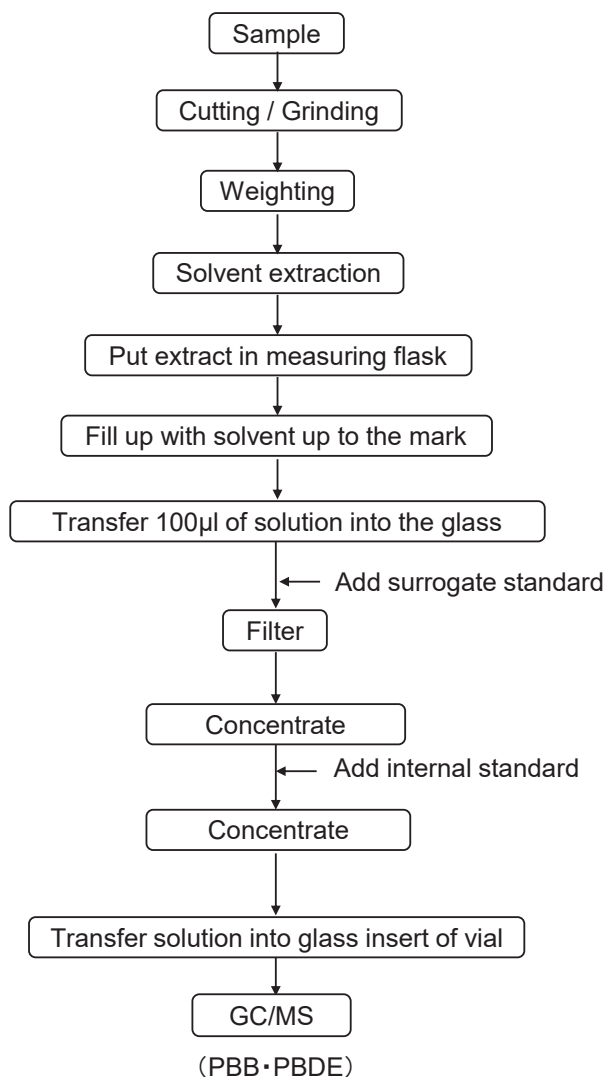 Sample
Cutting / Grinding
Weighting
Solvent extraction
Put extract in measuring flask
Fill up with solvent up to the mark
Transfer 100μl of solution into the glass
Add surrogate standard
Filter
Concentrate
Add internal standard
Concentrate
Transfer solution into glass insert of vial
GC/MS
（PBB・PBDE）